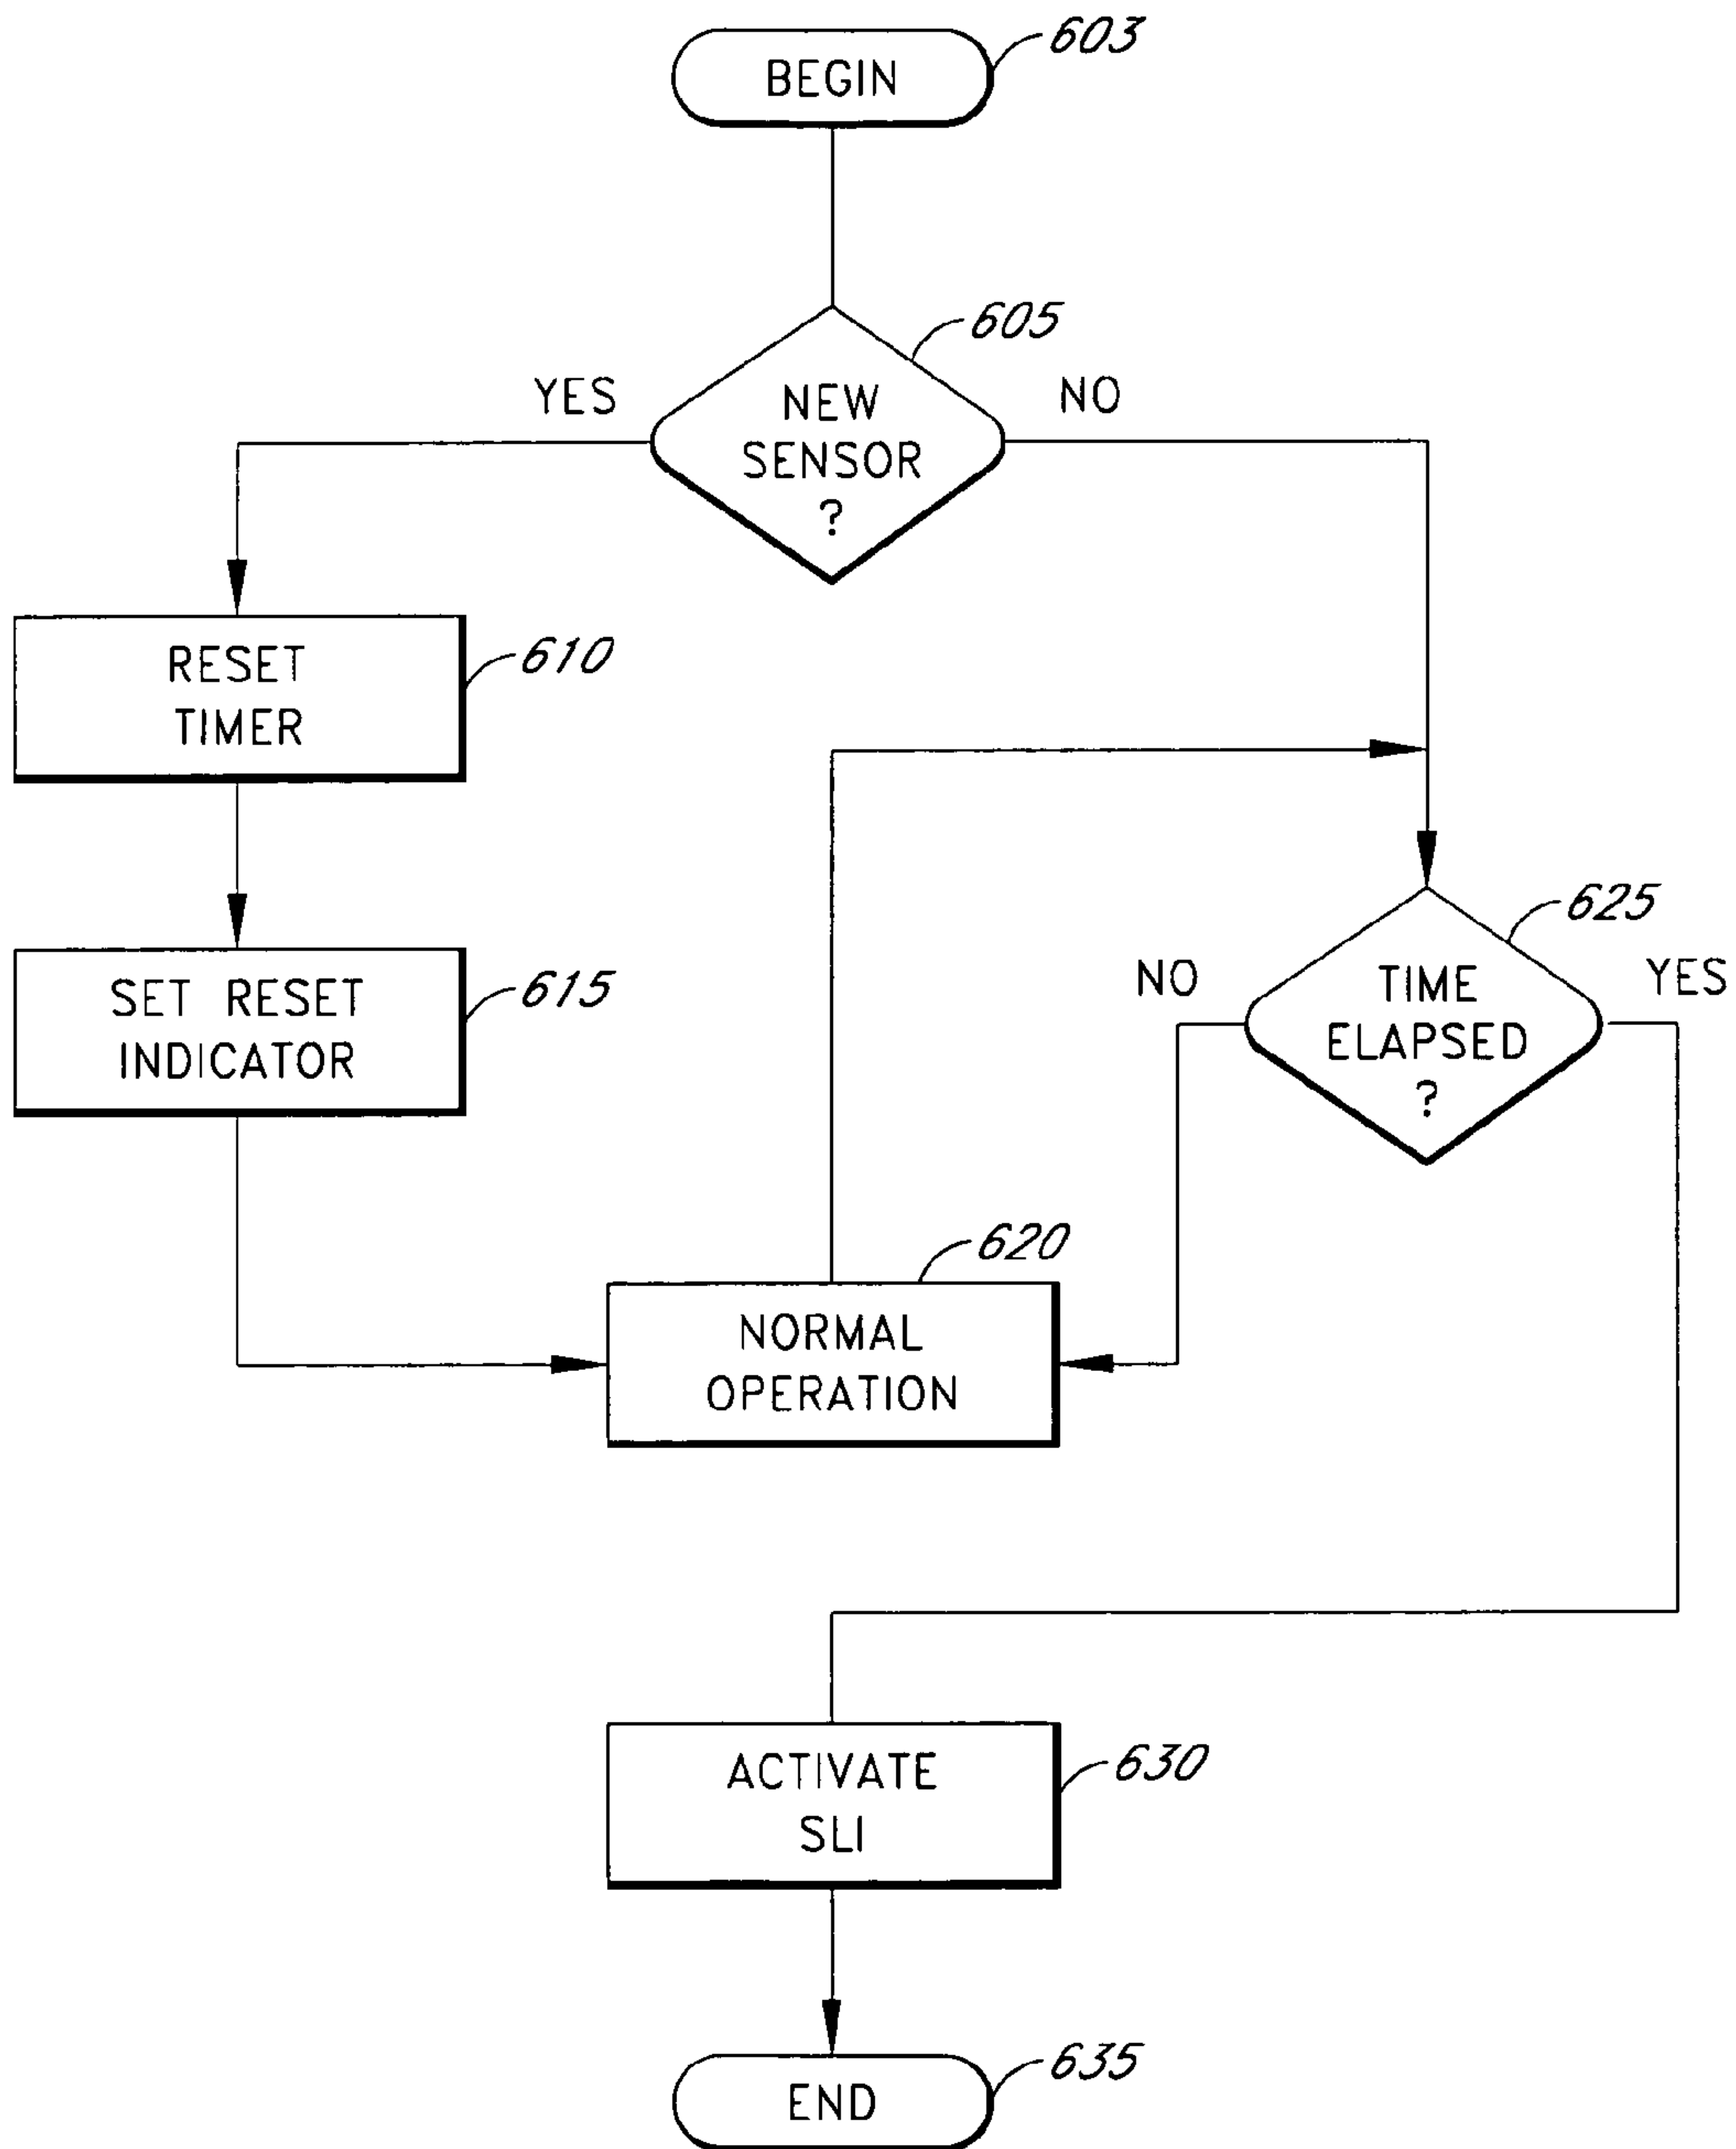 603
BEGIN
605
YES
NEW
SENSOR
?
NO
RESET
TIMER
610
SET RESET
INDICATOR
615
625
NO
TIME
ELAPSED
?
YES
620
NORMAL
OPERATION
ACTIVATE
SLI
630
END
635